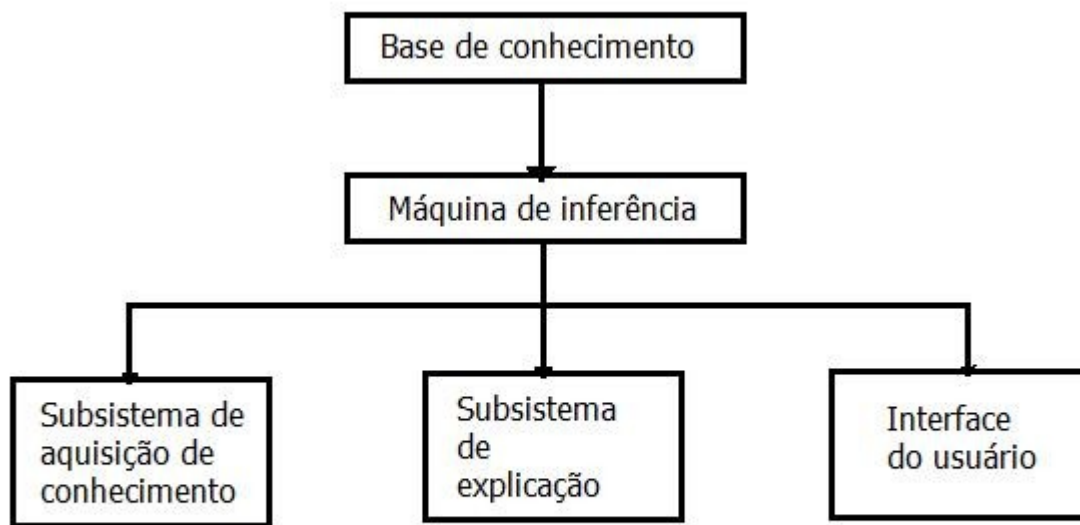 Base de conhecimento
Máquina de inferência
Subsistema de
aquisição de
conhecimento
Subsistema
de
explicação
Interface
do usuário